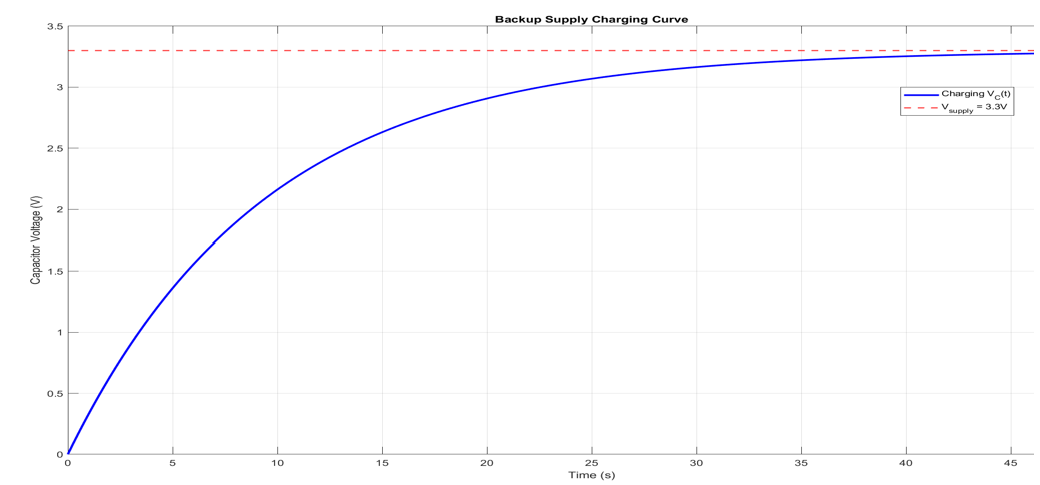 Backup Supply Charging Curve
3.5
3
2.5
2
1.5
1
0.5
0
Capacitor Voltage (V)
Charging V_C(t)
V_supply = 3.3V
0 5 10 15 20 25 30 35 40 45
Time (s)